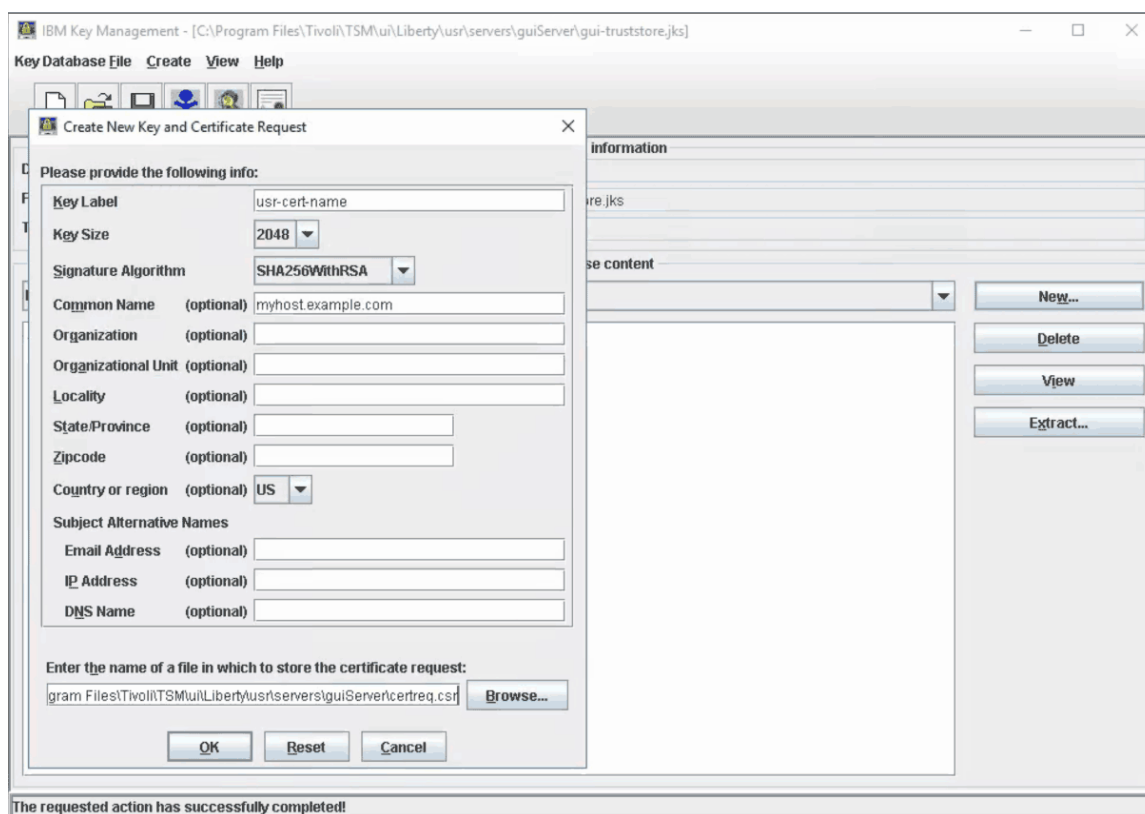 IBM Key Management - [C:\Program Files\Tivoli\TSM\ui\Liberty\usr\servers\guiServer\gui-truststore.jks]
Key Database File Create View Help
Create New Key and Certificate Request
information
Please provide the following info:
Key Label usr-cert-name
re.jks
Key Size 2048
se content
Signature Algorithm SHA256WithRSA
Common Name (optional) myhost.example.com
New...
Organization (optional)
Delete
Organizational Unit (optional)
View
Locality (optional)
Extract...
State/Province (optional)
Zipcode (optional)
Country or region (optional) US
Subject Alternative Names
Email Address (optional)
IP Address (optional)
DNS Name (optional)
Enter the name of a file in which to store the certificate request:
gram Files\Tivoli\TSM\ui\Liberty\usr\servers\guiServer\certreq.csr Browse...
OK Reset Cancel
The requested action has successfully completed!